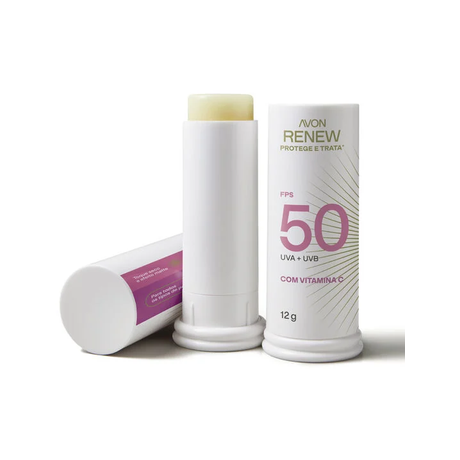 AVON
RENEW
PROTEGE E TRATA*
FPS
50
UVA + UVB
COM VITAMINA C
12 g